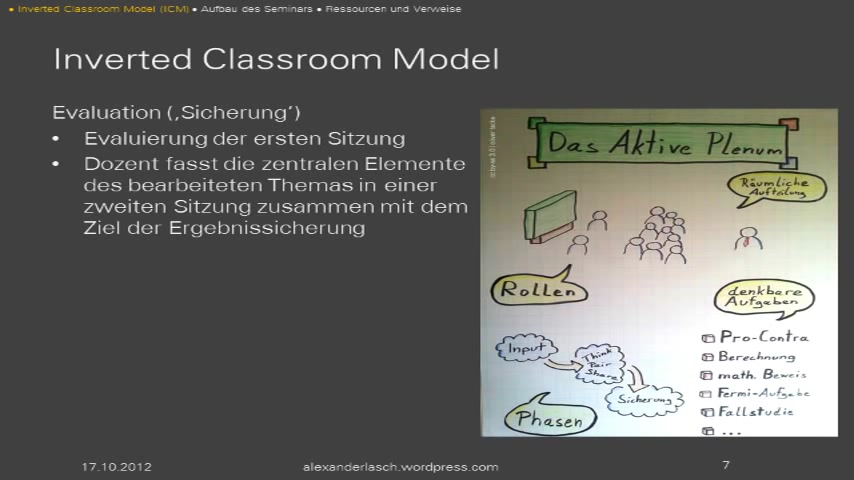 • Inverted Classroom Model (ICM) • Aufbau des Seminars • Ressourcen und Verweise
Inverted Classroom Model
Evaluation (‚Sicherung‘)
• Evaluierung der ersten Sitzung
• Dozent fasst die zentralen Elemente
des bearbeiteten Themas in einer
zweiten Sitzung zusammen mit dem
Ziel der Ergebnissicherung
Das Aktive Plenum
Räumliche
Aufteilung
Rollen
denkbare
Aufgaben
Input
Think
Pair
Share
Sicherung
Phasen
Pro-Contra
Berechnung
math. Beweis
Fermi-Aufgabe
Fallstudie
...
17.10.2012
alexanderlasch.wordpress.com
7